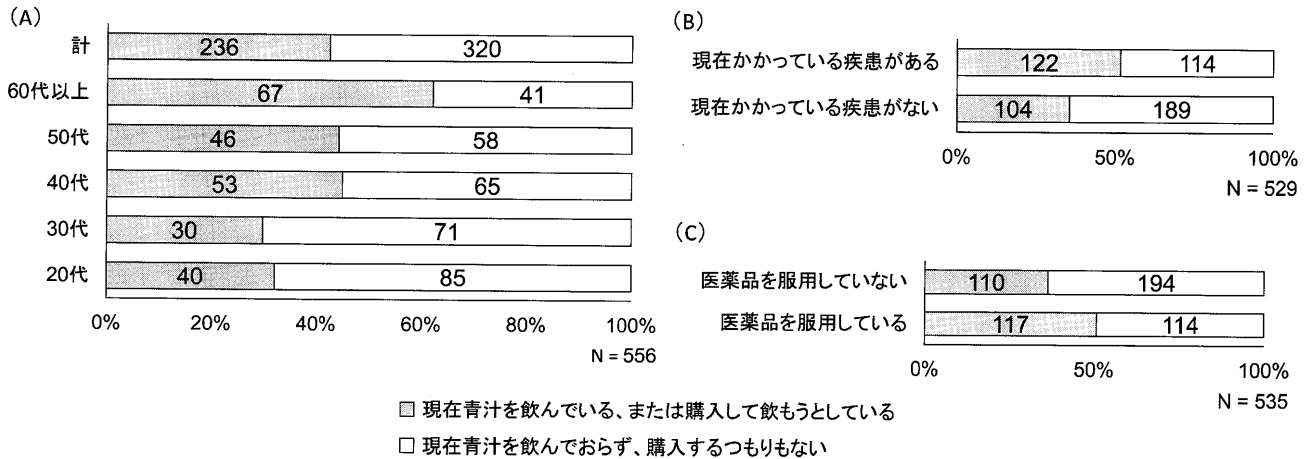 (A)
計 236 320
60代以上 67 41
50代 46 58
40代 53 65
30代 30 71
20代 40 85
0% 20% 40% 60% 80% 100%
N = 556
(B)
現在かかっている疾患がある 122 114
現在かかっている疾患がない 104 189
0% 50% 100%
N = 529
(C)
医薬品を服用していない 110 194
医薬品を服用している 117 114
0% 50% 100%
N = 535
現在青汁を飲んでいる、または購入して飲もうとしている
現在青汁を飲んでおらず、購入するつもりもない